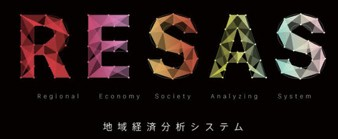 RESAS
Regional Economy Society Analyzing System
地域経済分析システム